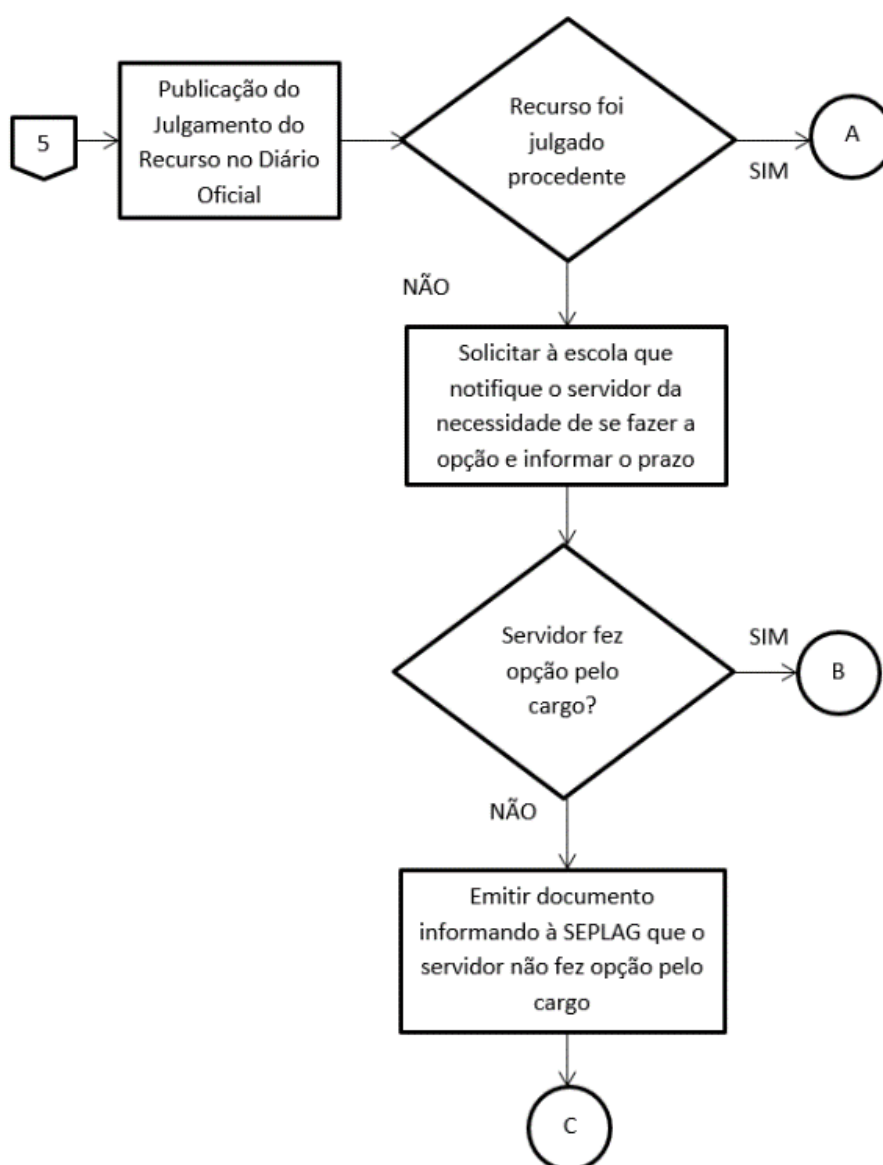 5
Publicação do
Julgamento do
Recurso no Diário
Oficial
Recurso foi
julgado
procedente
SIM
A
NÃO
Solicitar à escola que
notifique o servidor da
necessidade de se fazer a
opção e informar o prazo
Servidor fez
opção pelo
cargo?
SIM
B
NÃO
Emitir documento
informando à SEPLAG que o
servidor não fez opção pelo
cargo
C